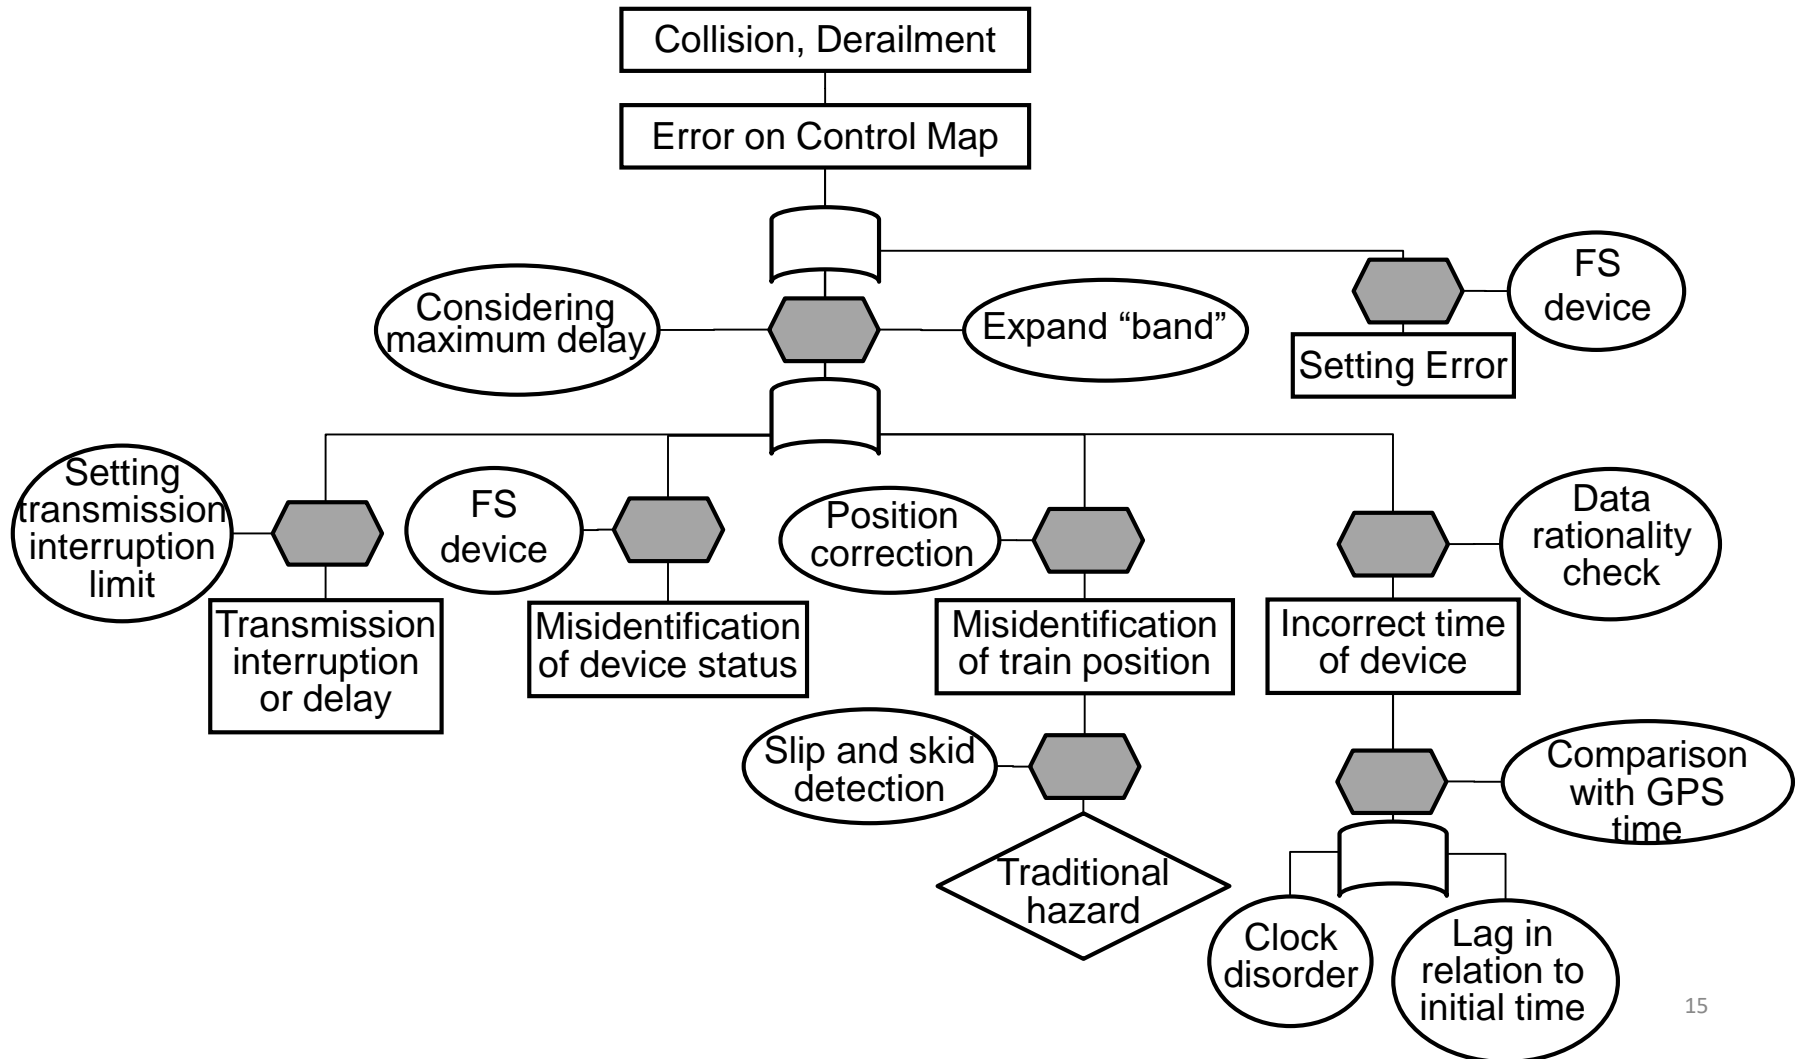 Collision, Derailment
Error on Control Map
Considering
maximum delay
Expand “band”
FS
device
Setting Error
Setting
transmission
interruption
limit
FS
device
Position
correction
Data
rationality
check
Transmission
interruption
or delay
Misidentification
of device status
Misidentification
of train position
Incorrect time
of device
Slip and skid
detection
Comparison
with GPS
time
Traditional
hazard
Clock
disorder
Lag in
relation to
initial time
15